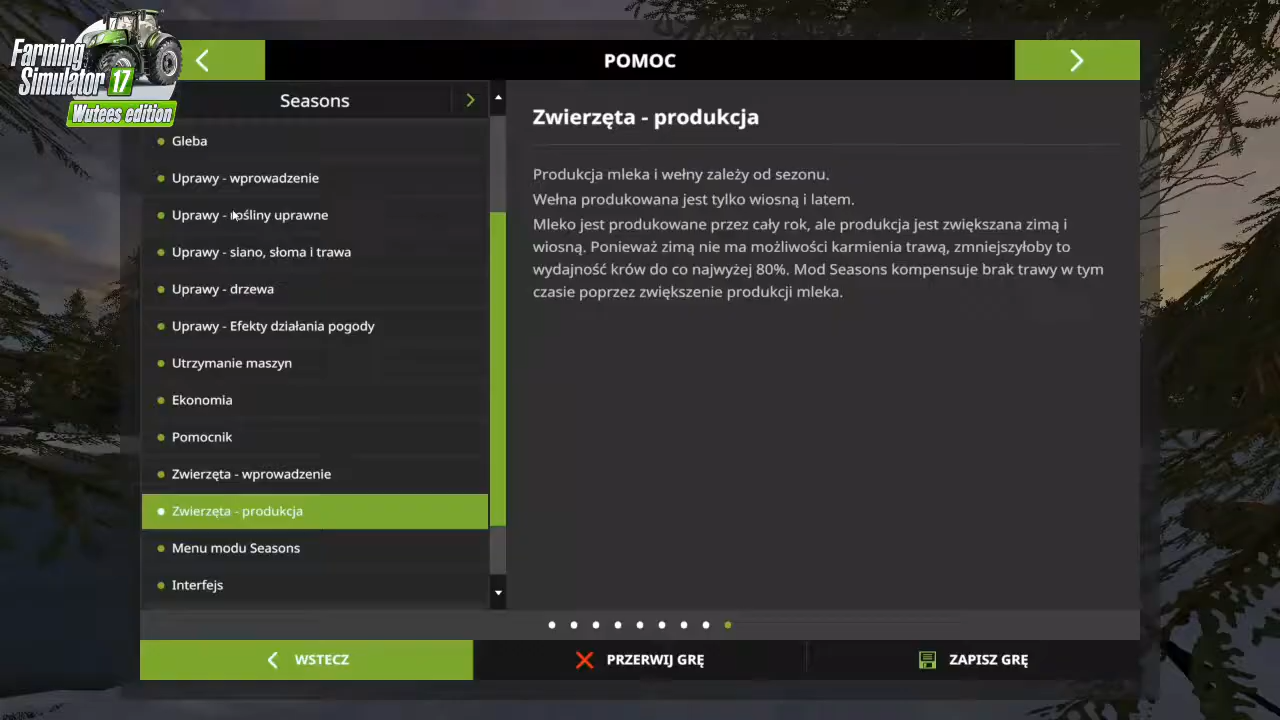 Farming
Simulator 17
Wutees edition
POMOC
Seasons
Gleba
Uprawy - wprowadzenie
Uprawy - rośliny uprawne
Uprawy - siano, słoma i trawa
Uprawy - drzewa
Uprawy - Efekty działania pogody
Utrzymanie maszyn
Ekonomia
Pomocnik
Zwierzęta - wprowadzenie
Zwierzęta - produkcja
Menu modu Seasons
Interfejs
Zwierzęta - produkcja
Produkcja mleka i wełny zależy od sezonu.
Wełna produkowana jest tylko wiosną i latem.
Mleko jest produkowane przez cały rok, ale produkcja jest zwiększana zimą i
wiosną. Ponieważ zimą nie ma możliwości karmienia trawą, zmniejszyłoby to
wydajność krów do co najwyżej 80%. Mod Seasons kompensuje brak trawy w tym
czasie poprzez zwiększenie produkcji mleka.
WSTECZ
PRZERWIJ GRĘ
ZAPISZ GRĘ